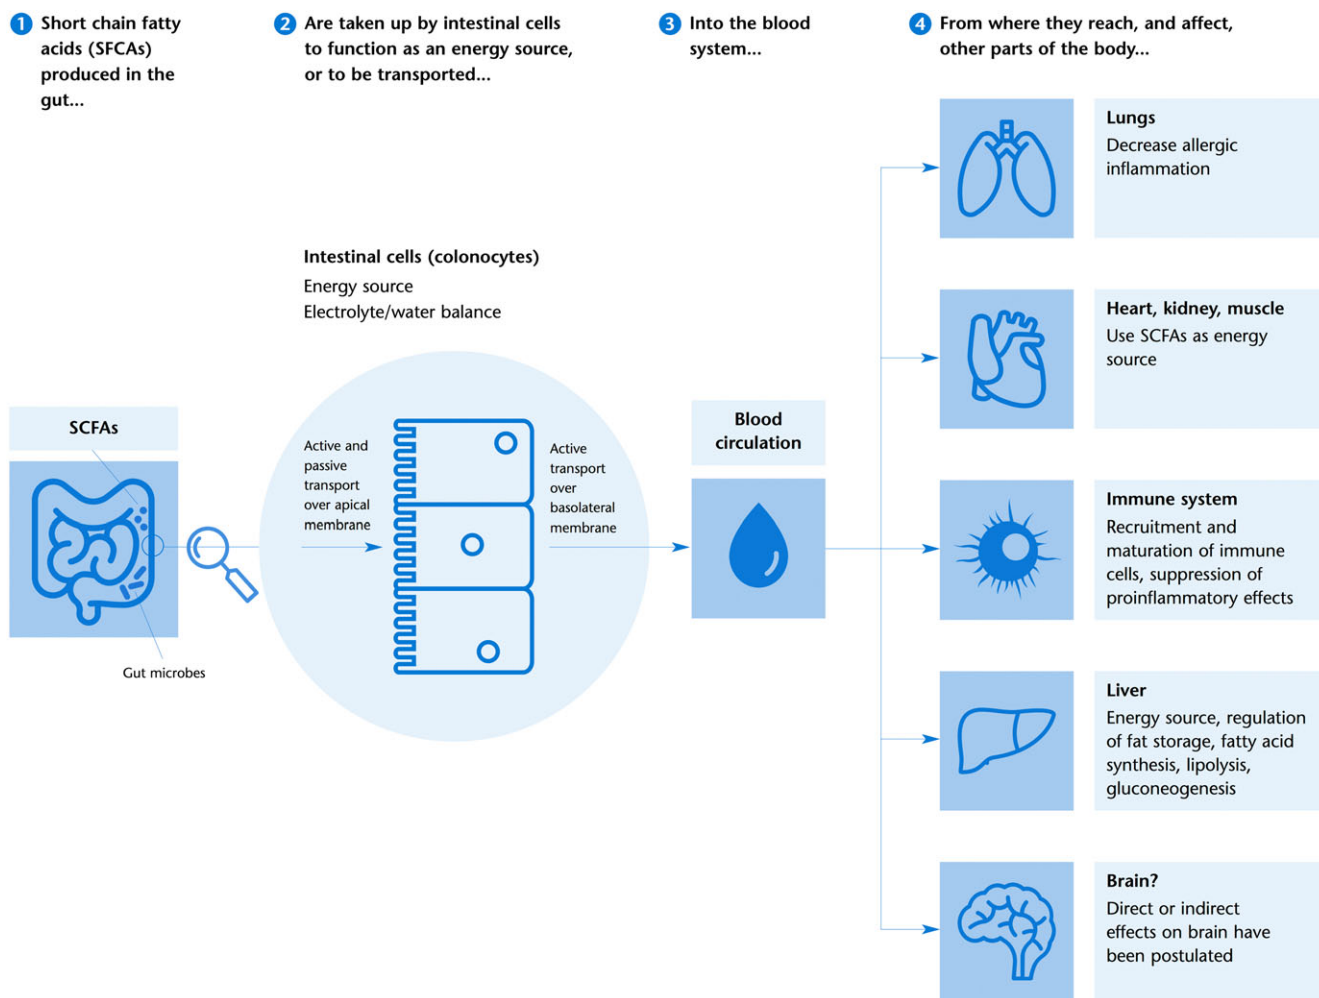 1 Short chain fatty
acids (SFCAs)
produced in the
gut...
2 Are taken up by intestinal cells
to function as an energy source,
or to be transported...
3 Into the blood
system...
4 From where they reach, and affect,
other parts of the body...
SCFAs
Gut microbes
Intestinal cells (colonocytes)
Energy source
Electrolyte/water balance
Active and
passive
transport
over apical
membrane
Active
transport
over
basolateral
membrane
Blood
circulation
Lungs
Decrease allergic
inflammation
Heart, kidney, muscle
Use SCFAs as energy
source
Immune system
Recruitment and
maturation of immune
cells, suppression of
proinflammatory effects
Liver
Energy source, regulation
of fat storage, fatty acid
synthesis, lipolysis,
gluconeogenesis
Brain?
Direct or indirect
effects on brain have
been postulated